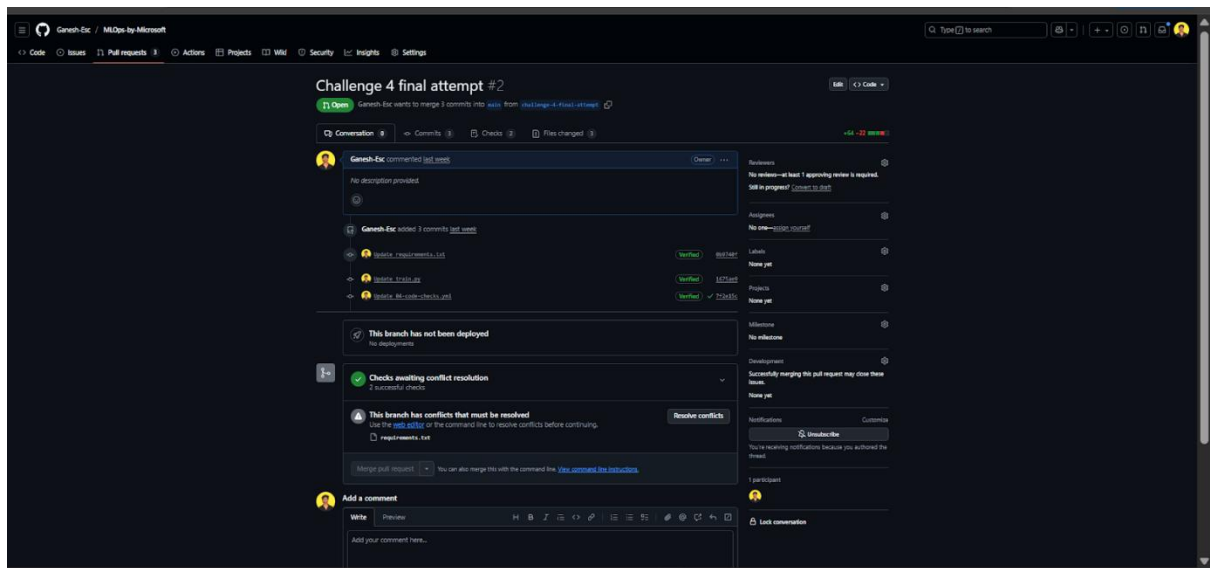 Ganesh-Esc / MLOps-by-Microsoft
Type / to search
Code Issues Pull requests 3 Actions Projects Wiki Security Insights Settings
Challenge 4 final attempt #2
Edit Code
Open Ganesh-Esc wants to merge 3 commits into main from challenge-4-final-attempt
Conversation 0 Commits 3 Checks 2 Files changed 3
+64 -22
Ganesh-Esc commented last week
Owner
No description provided.
Ganesh-Esc added 3 commits last week
Update requirements.txt Verified
Update train.py Verified
Update 04-code-checks.yml Verified
This branch has not been deployed
No deployments
Checks awaiting conflict resolution
2 successful checks
This branch has conflicts that must be resolved
Use the web editor or the command line to resolve conflicts before continuing.
Resolve conflicts
requirements.txt
Merge pull request You can also merge this with the command line. View command line instructions.
Add a comment
Write Preview
H B I
Add your comment here...
Reviewers
No reviews—at least 1 approving review is required.
Still in progress? Convert to draft
Assignees
No one—assign yourself
Labels
None yet
Projects
None yet
Milestone
No milestone
Development
Successfully merging this pull request may close these
issues.
None yet
Notifications Customize
Unsubscribe
You're receiving notifications because you authored the
thread.
1 participant
Lock conversation